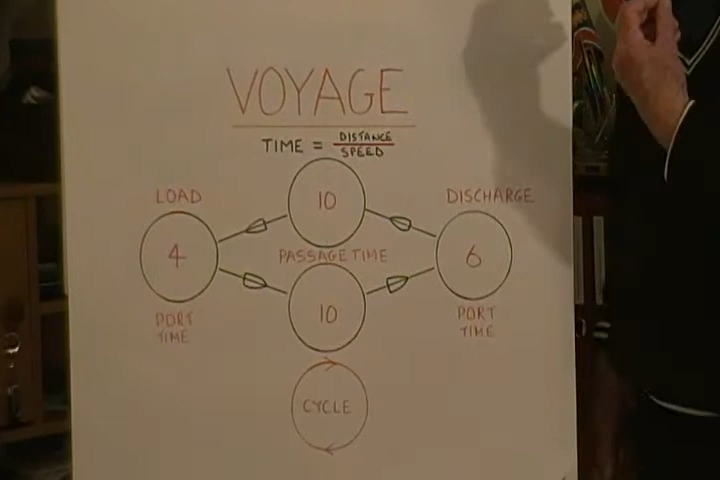 VOYAGE
TIME = DISTANCE
SPEED
LOAD
10
DISCHARGE
4
PASSAGE TIME
6
10
PORT
TIME
PORT
TIME
CYCLE